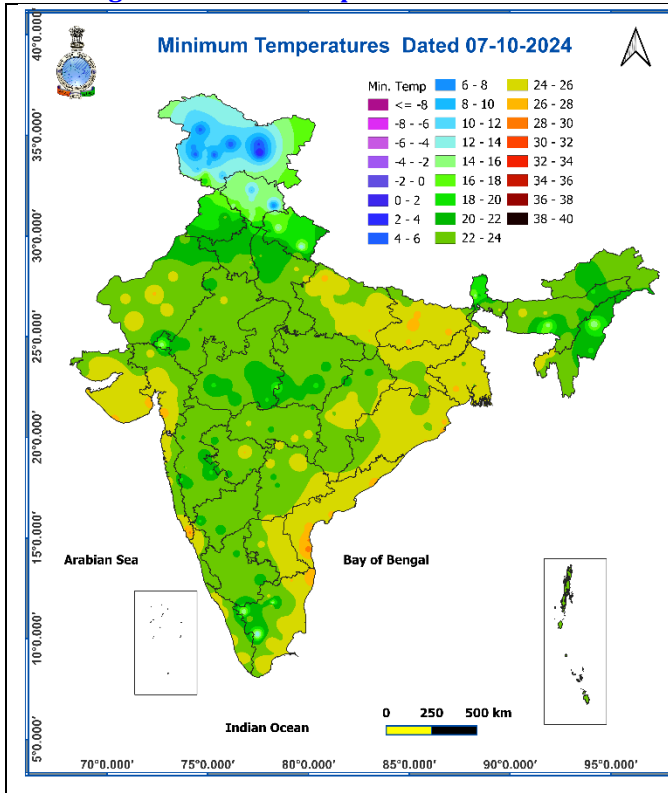 Minimum Temperatures Dated 07-10-2024
Min. Temp
<= -8
-8 - -6
-6 - -4
-4 - -2
-2 - 0
0 - 2
2 - 4
4 - 6
6 - 8
8 - 10
10 - 12
12 - 14
14 - 16
16 - 18
18 - 20
20 - 22
22 - 24
24 - 26
26 - 28
28 - 30
30 - 32
32 - 34
34 - 36
36 - 38
38 - 40
40°0.000'
35°0.000'
30°0.000'
25°0.000'
20°0.000'
15°0.000'
10°0.000'
5°0.000'
Arabian Sea
Bay of Bengal
Indian Ocean
0 250 500 km
70°0.000' 75°0.000' 80°0.000' 85°0.000' 90°0.000' 95°0.000'